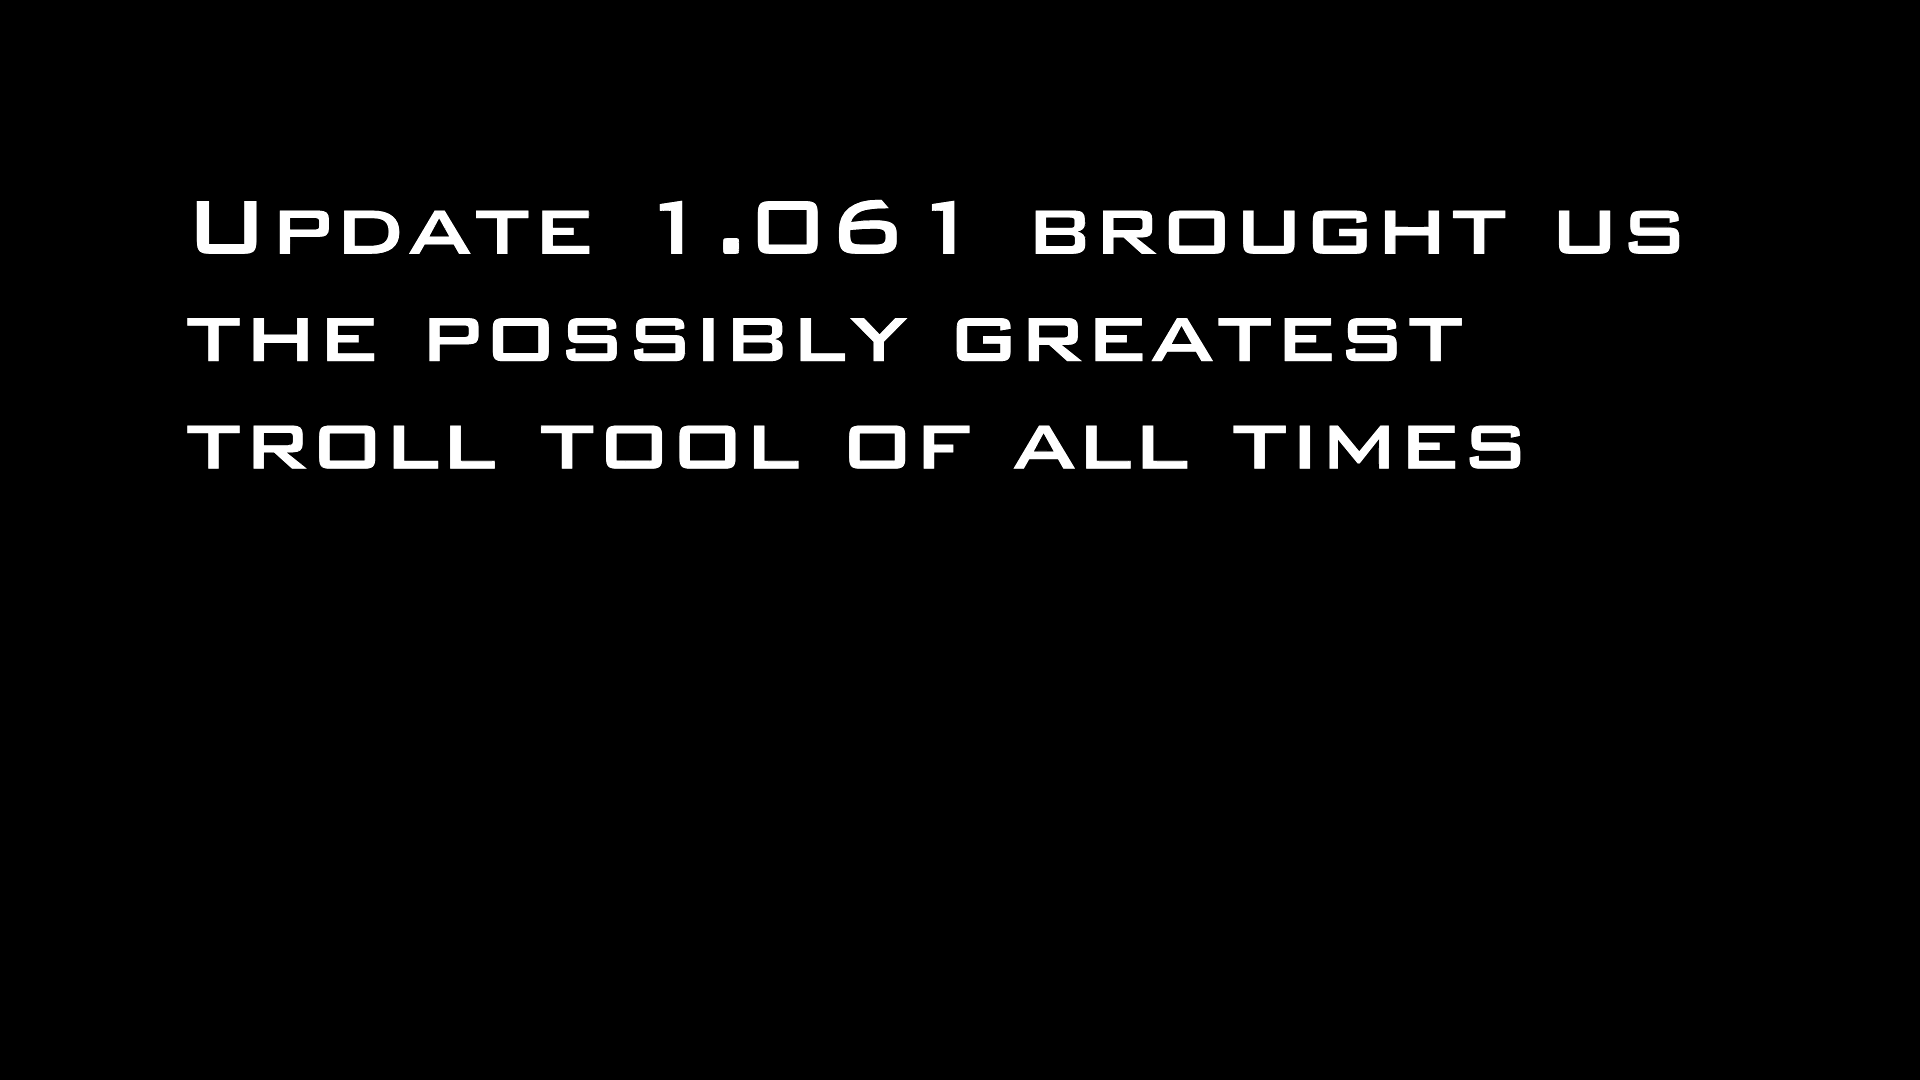 Update 1.061 brought us
the possibly greatest
troll tool of all times